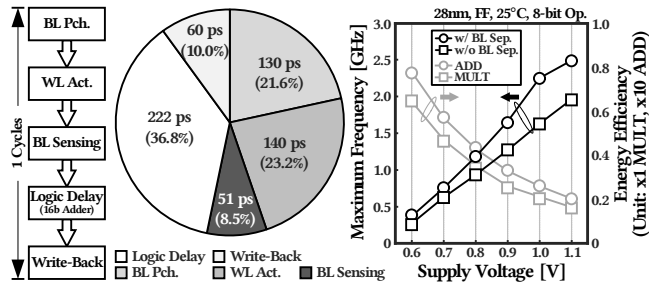 1 Cycles
BL Pch.
WL Act.
BL Sensing
Logic Delay
(16b Adder)
Write-Back
60 ps
(10.0%)
130 ps
(21.6%)
222 ps
(36.8%)
140 ps
(23.2%)
51 ps
(8.5%)
Logic Delay
Write-Back
BL Pch.
WL Act.
BL Sensing
28nm, FF, 25°C, 8-bit Op.
Maximum Frequency [GHz]
3.0
2.5
2.0
1.5
1.0
0.5
0
w/ BL Sep.
w/o BL Sep.
ADD
MULT
1.0
0.8
0.6
0.4
0.2
0
Energy Efficiency
(Unit: x1 MULT, x10 ADD)
0.6 0.7 0.8 0.9 1.0 1.1
Supply Voltage [V]